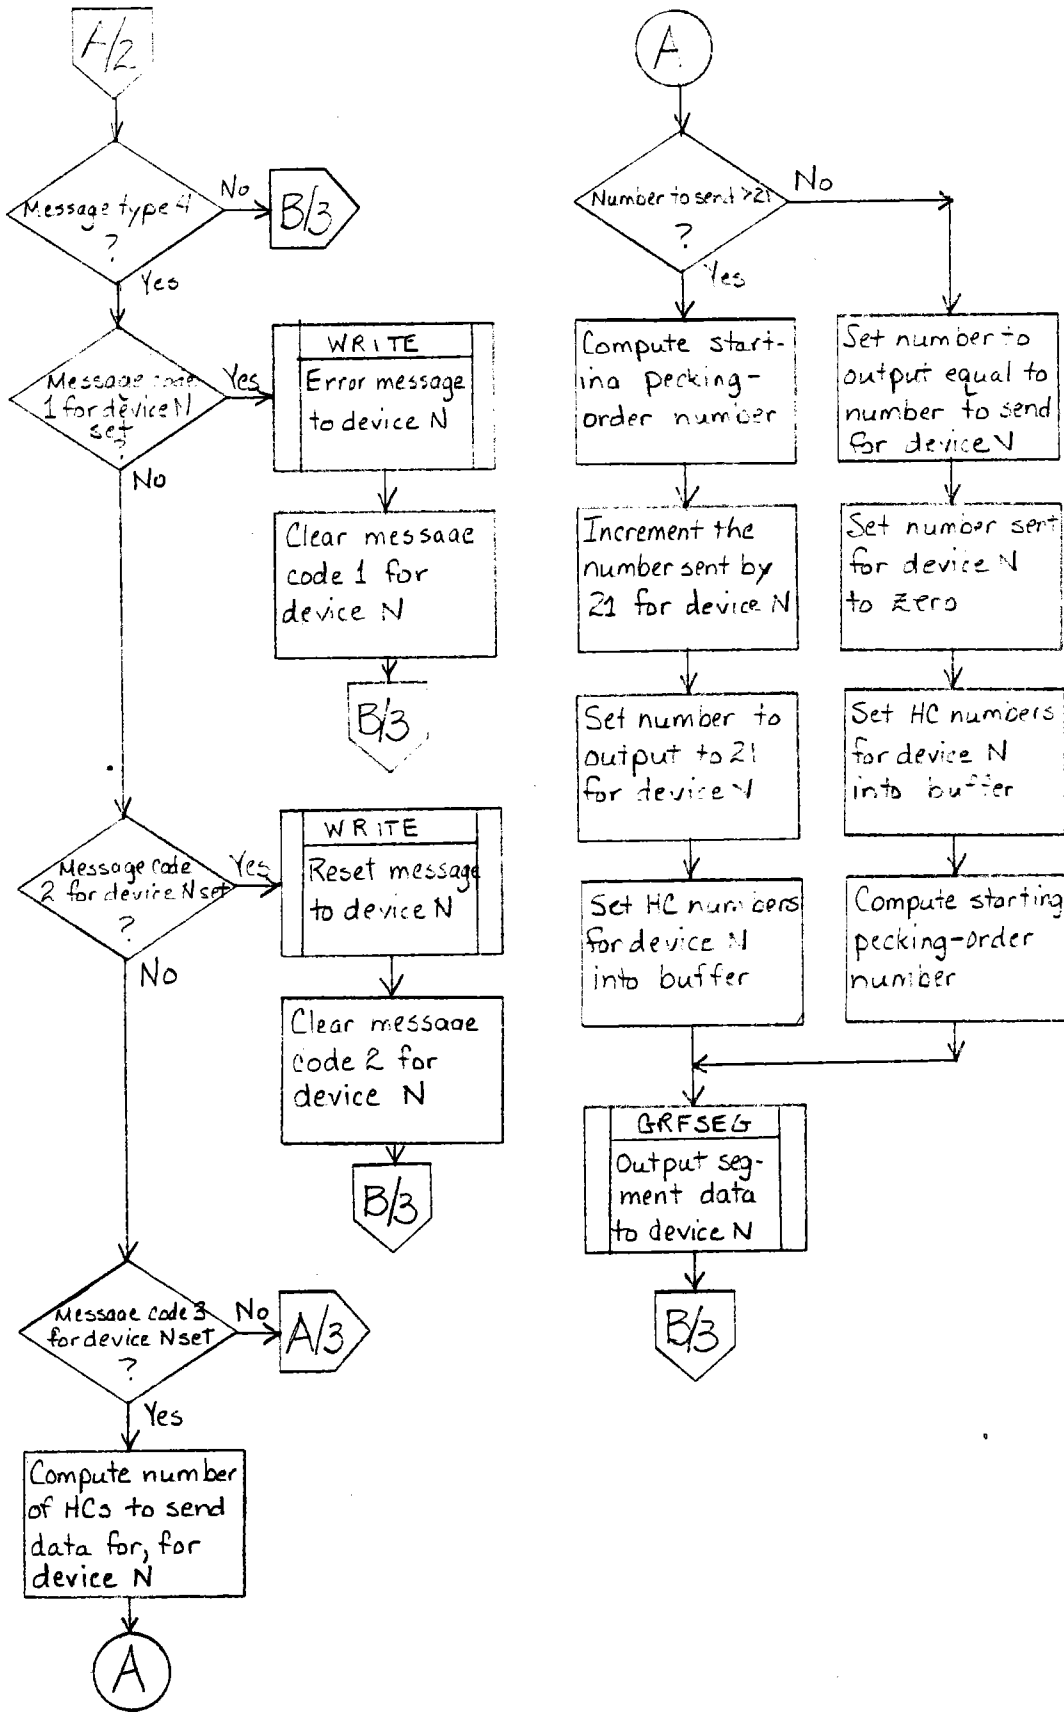 A/2
Message type 4
?
No
B/3
Yes
Message code
1 for device N
set
?
Yes
WRITE
Error message
to device N
No
Clear message
code 1 for
device N
B/3
Message code
2 for device N set
?
Yes
WRITE
Reset message
to device N
No
Clear message
code 2 for
device N
B/3
Message code 3
for device N set
?
No
A/3
Yes
Compute number
of HCs to send
data for, for
device N
A
A
Number to send >21
?
No
Yes
Compute start-
ing pecking-
order number
Increment the
number sent by
21 for device N
Set number to
output to 21
for device N
Set HC numbers
for device N
into buffer
Set number to
output equal to
number to send
for device N
Set number sent
for device N
to zero
Set HC numbers
for device N
into buffer
Compute starting
pecking-order
number
GRFSEG
Output seg-
ment data
to device N
B/3